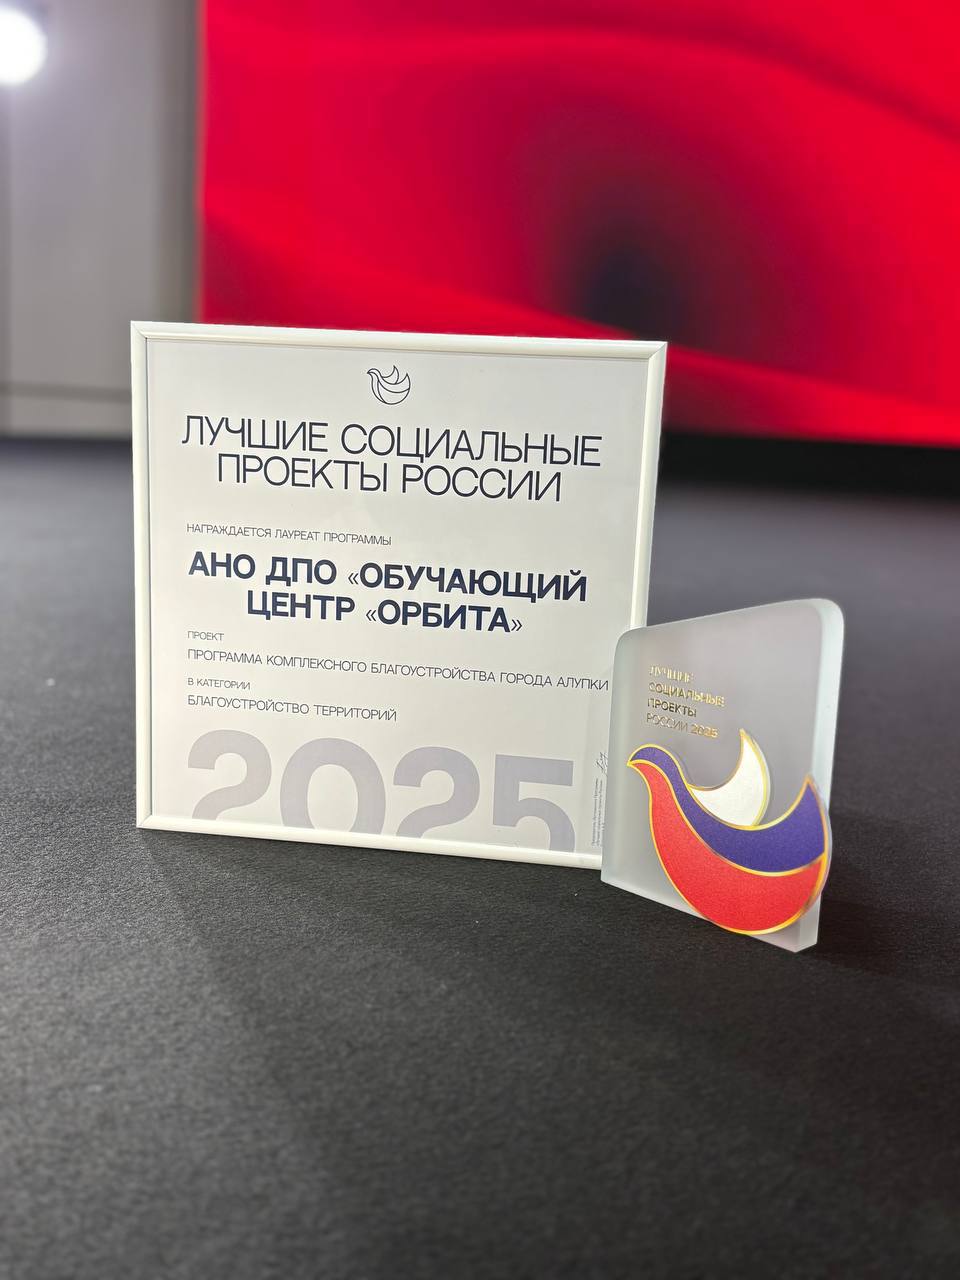 ЛУЧШИЕ СОЦИАЛЬНЫЕ
ПРОЕКТЫ РОССИИ
НАГРАЖДАЕТСЯ ЛАУРЕАТ ПРОГРАММЫ
АНО ДПО «ОБУЧАЮЩИЙ
ЦЕНТР «ОРБИТА»
ПРОЕКТ
ПРОГРАММА КОМПЛЕКСНОГО БЛАГОУСТРОЙСТВА ГОРОДА АЛУПКИ
В КАТЕГОРИИ
БЛАГОУСТРОЙСТВО ТЕРРИТОРИЙ
2025
ЛУЧШИЕ
СОЦИАЛЬНЫЕ
ПРОЕКТЫ
РОССИИ 2025